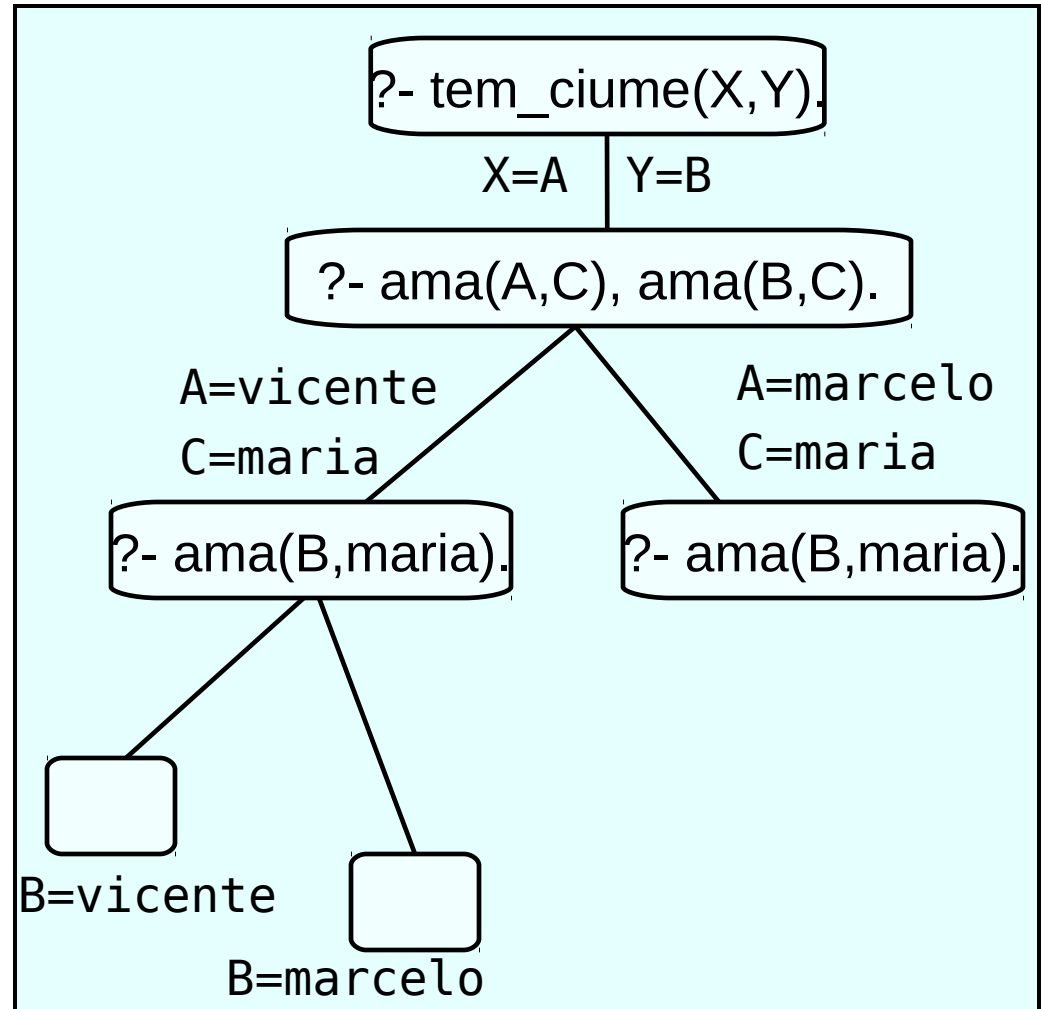 ?- tem_ciume(X,Y).
X=A Y=B
?- ama(A,C), ama(B,C).
A=vicente
C=maria
A=marcelo
C=maria
?- ama(B,maria).
?- ama(B,maria).
B=vicente
B=marcelo